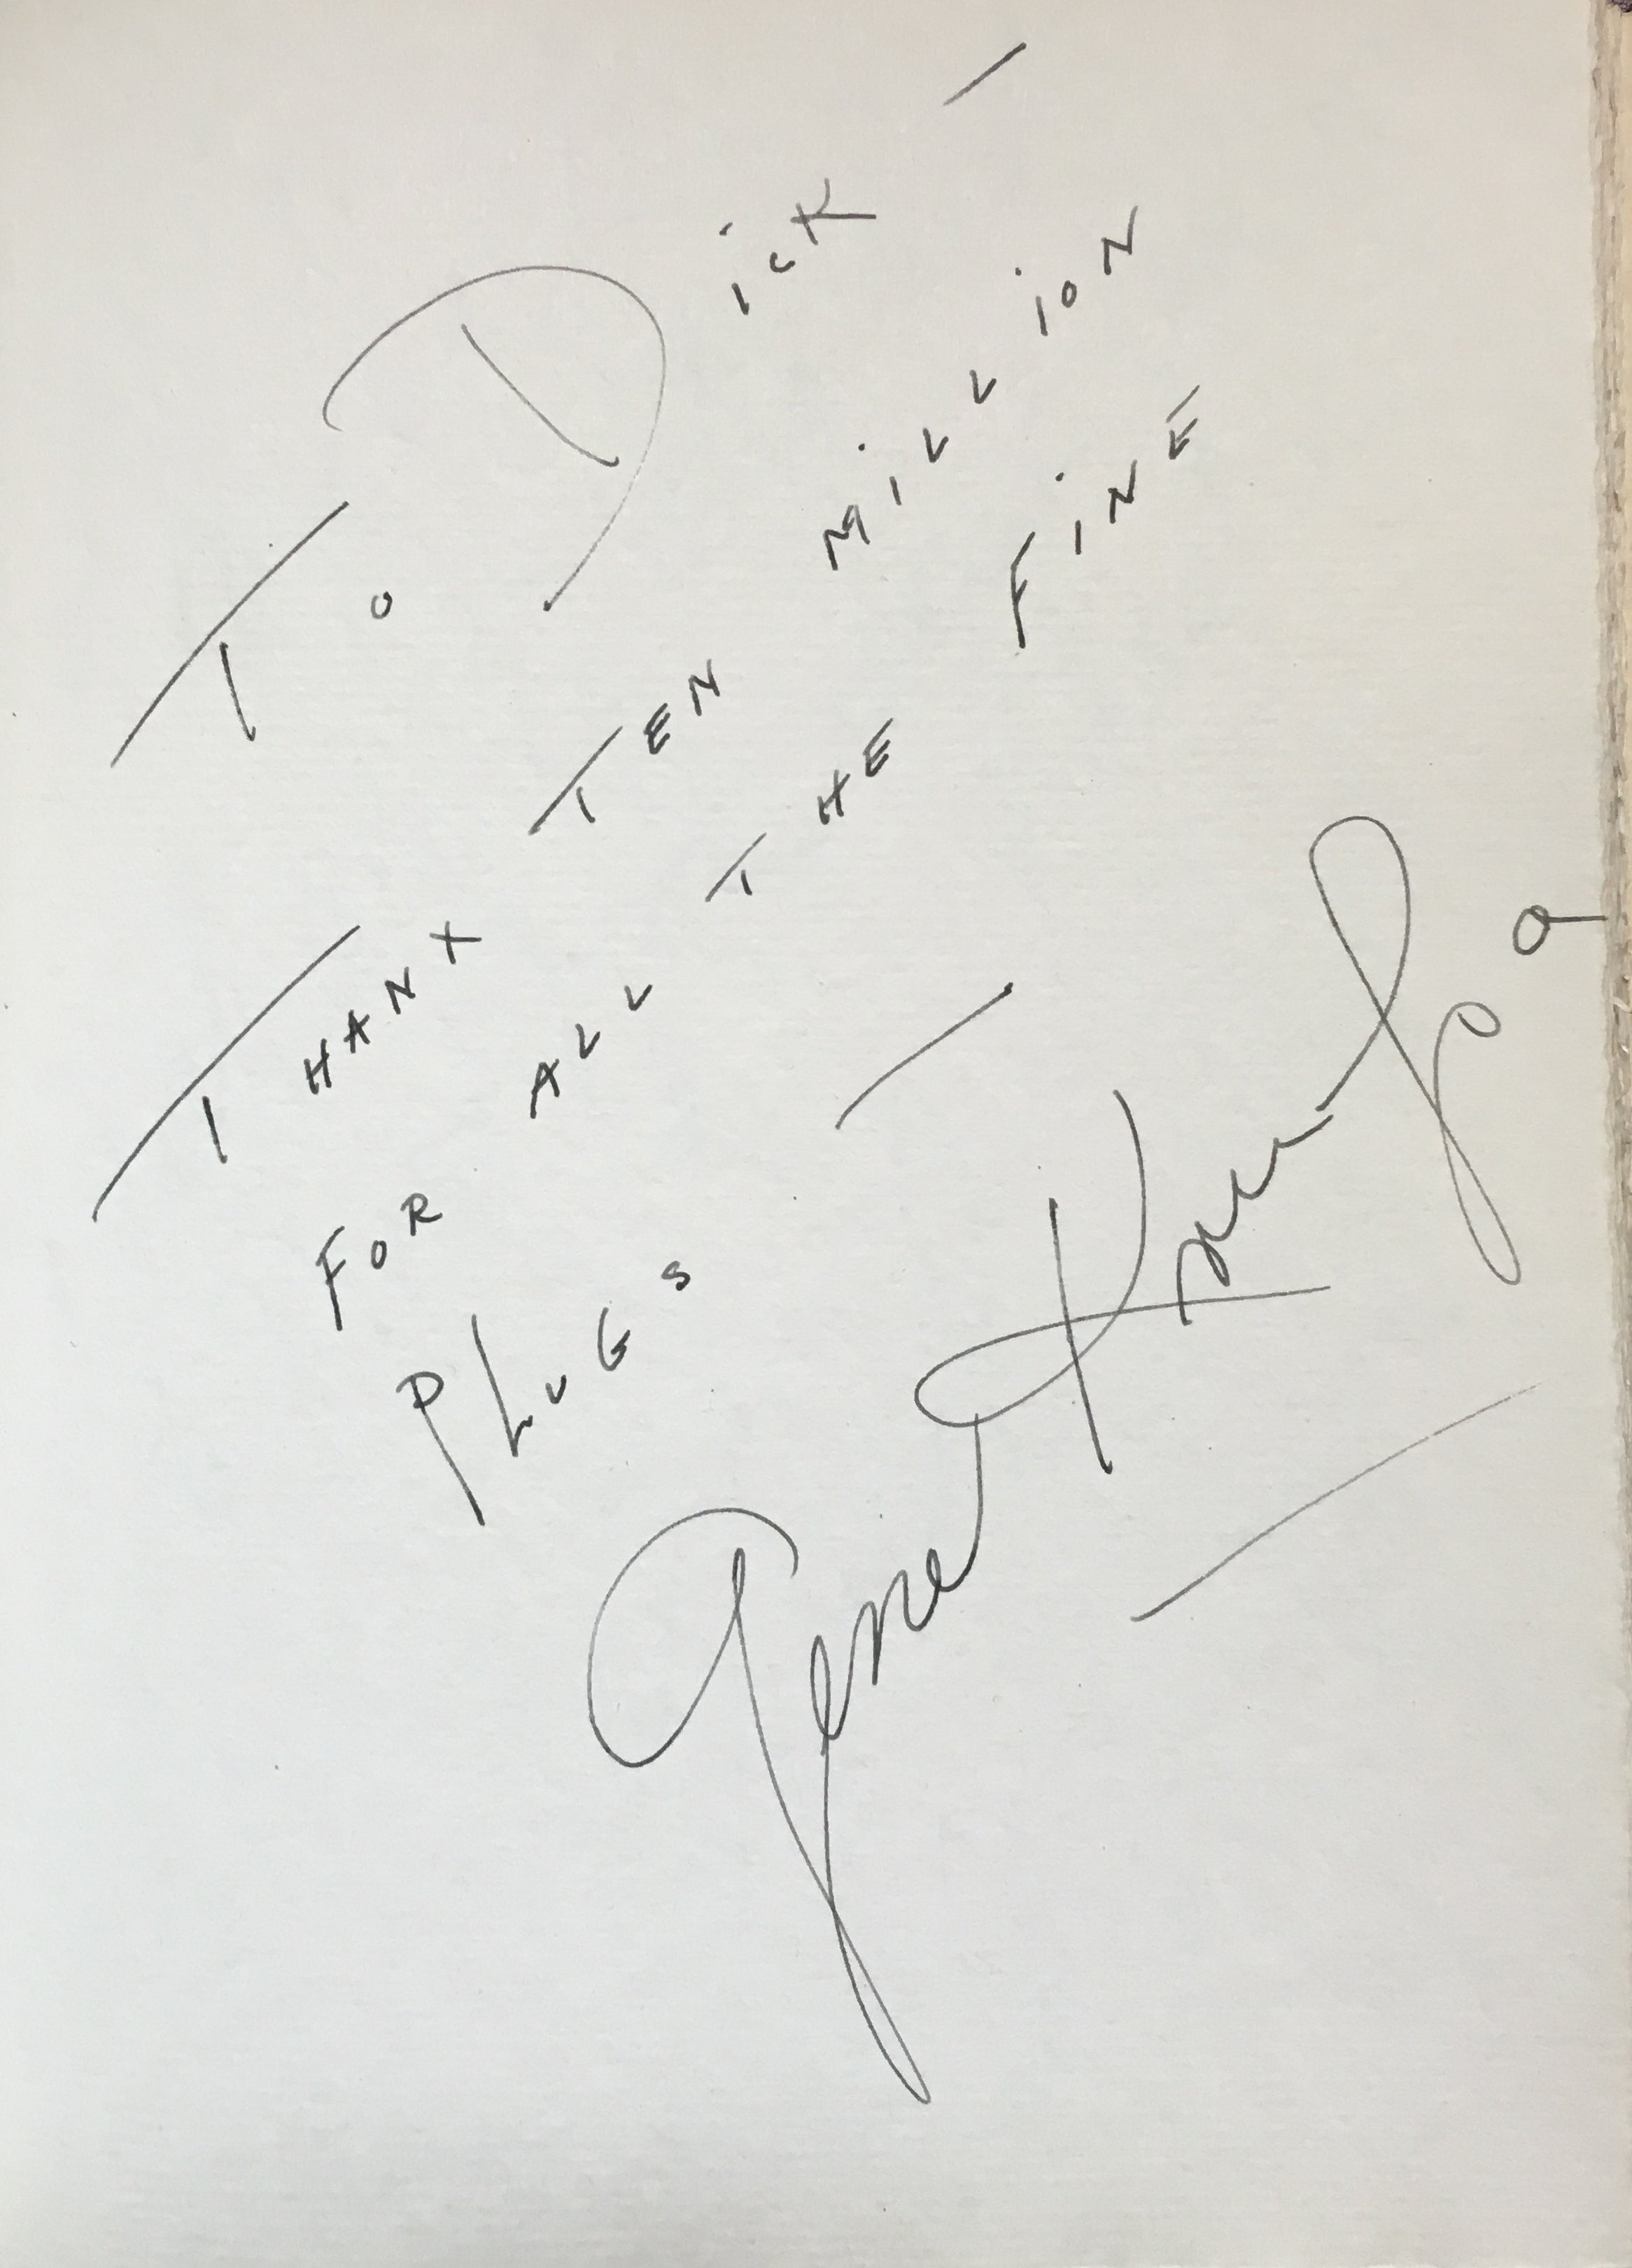 To Dick —
THANX TEN MiLLiON
FOR ALL THE FiNE
PLUGS —
Gene Krupa